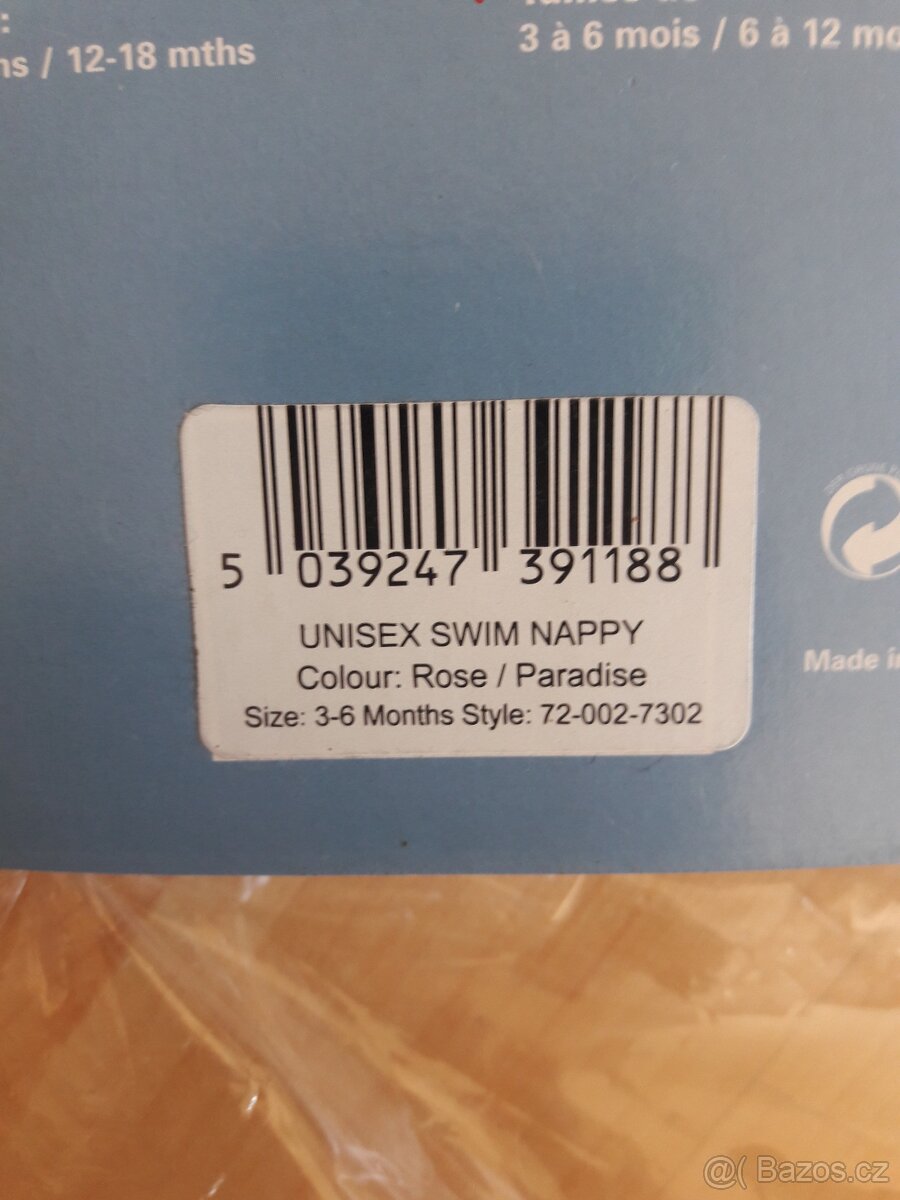 :
ns / 12-18 mths
3 à 6 mois / 6 à 12 mo
5 039247 391188
UNISEX SWIM NAPPY
Colour: Rose / Paradise
Size: 3-6 Months Style: 72-002-7302
Made in
@( Bazos.cz